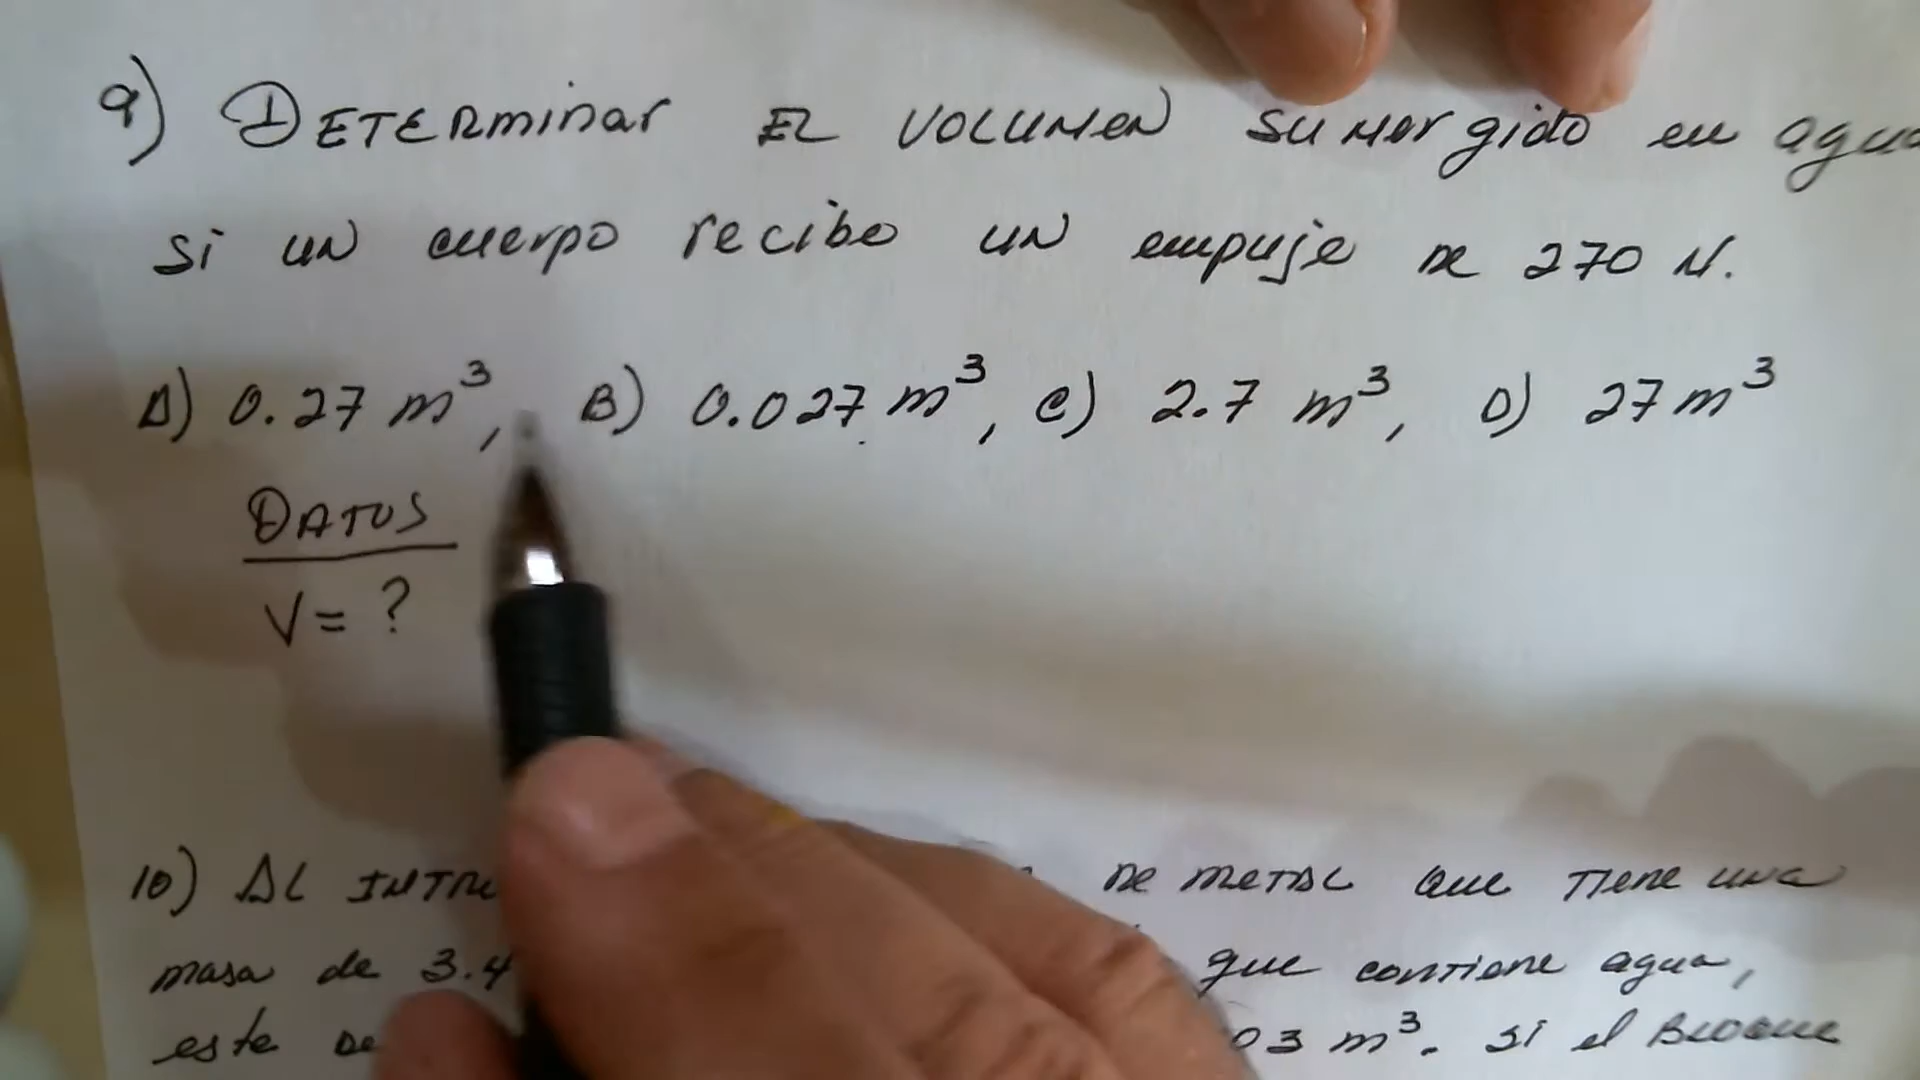 9) DETERMINAR EL VOLUMEN SUMERgido en agua
si un cuerpo recibe un empuje DE 270 N.
A) 0.27 m³, B) 0.027 m³, C) 2.7 m³, D) 27 m³
DATOS
V = ?
10) AL DE METAL que TIENE una
masa de 3.4 que contiene agua,
este 03 m³. si el BLOQUE